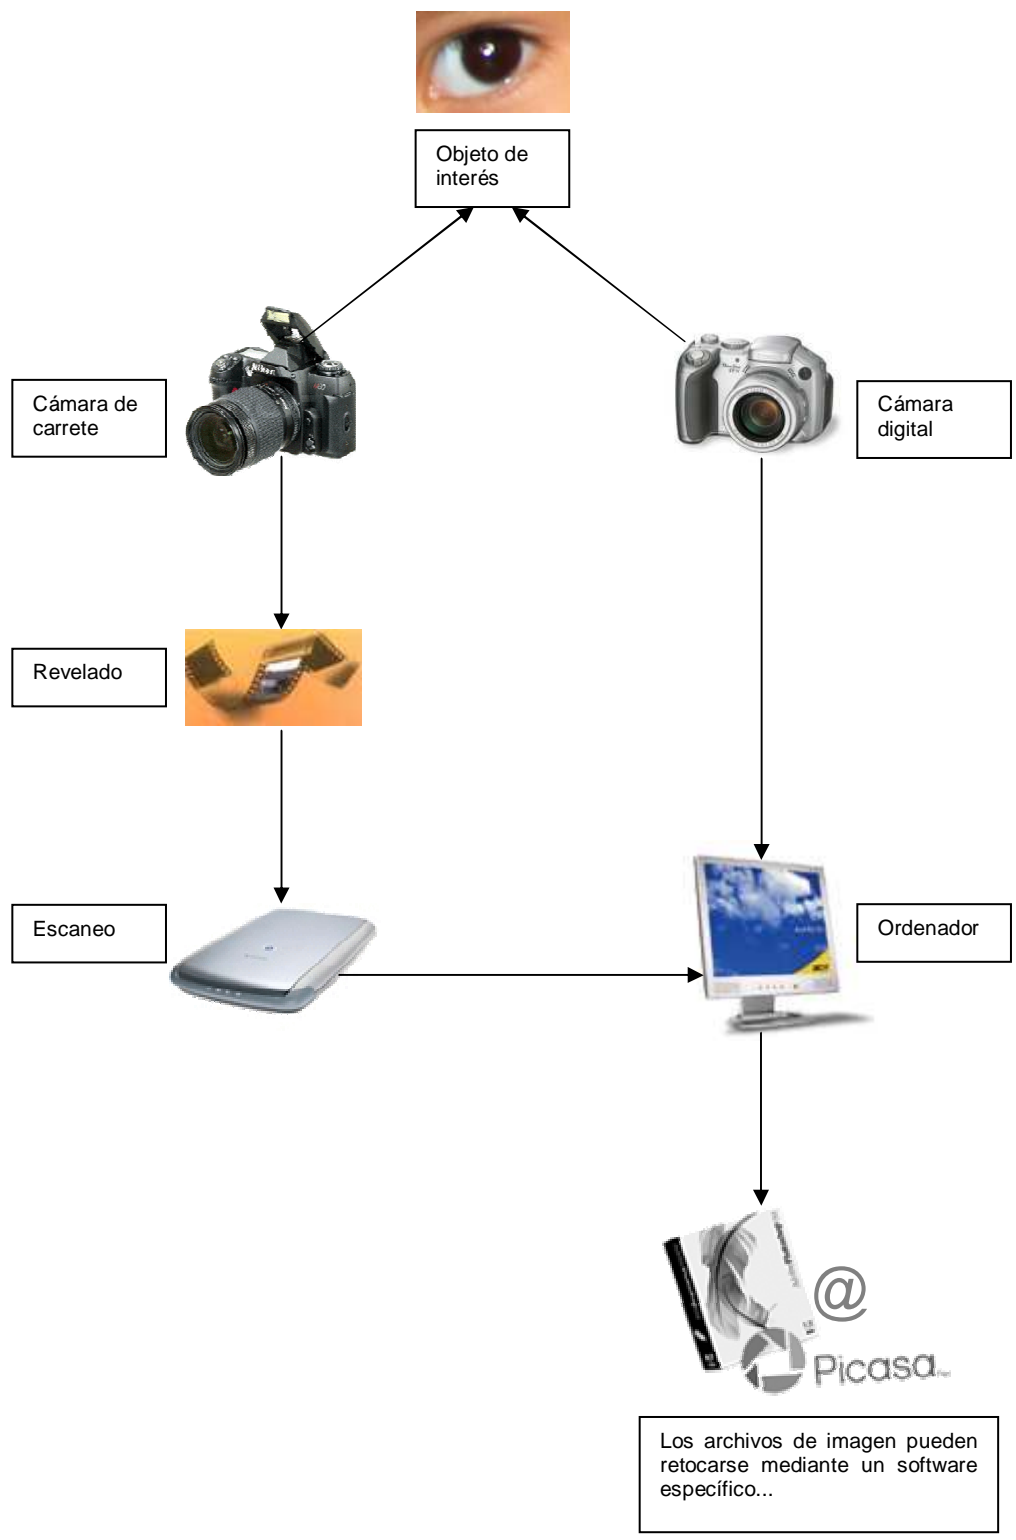 Objeto de
interés
Nikon
Cámara de
carrete
Cámara
digital
Revelado
Escaneo
Ordenador
@
Picasa
Los archivos de imagen pueden
retocarse mediante un software
específico...